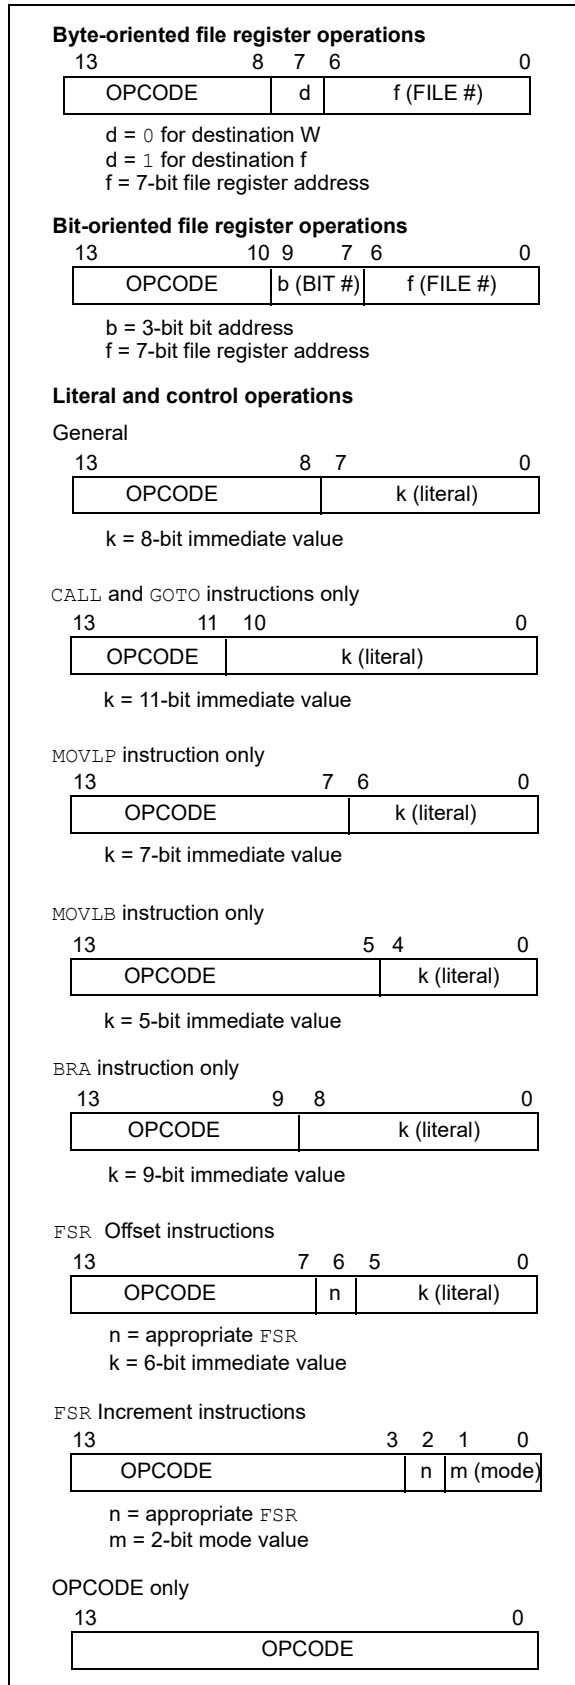 Byte-oriented file register operations
13 8 7 6 0
OPCODE d f (FILE #)
d = 0 for destination W
d = 1 for destination f
f = 7-bit file register address
Bit-oriented file register operations
13 10 9 7 6 0
OPCODE b (BIT #) f (FILE #)
b = 3-bit bit address
f = 7-bit file register address
Literal and control operations
General
13 8 7 0
OPCODE k (literal)
k = 8-bit immediate value
CALL and GOTO instructions only
13 11 10 0
OPCODE k (literal)
k = 11-bit immediate value
MOVLP instruction only
13 7 6 0
OPCODE k (literal)
k = 7-bit immediate value
MOVLB instruction only
13 5 4 0
OPCODE k (literal)
k = 5-bit immediate value
BRA instruction only
13 9 8 0
OPCODE k (literal)
k = 9-bit immediate value
FSR Offset instructions
13 7 6 5 0
OPCODE n k (literal)
n = appropriate FSR
k = 6-bit immediate value
FSR Increment instructions
13 3 2 1 0
OPCODE n m (mode)
n = appropriate FSR
m = 2-bit mode value
OPCODE only
13 0
OPCODE